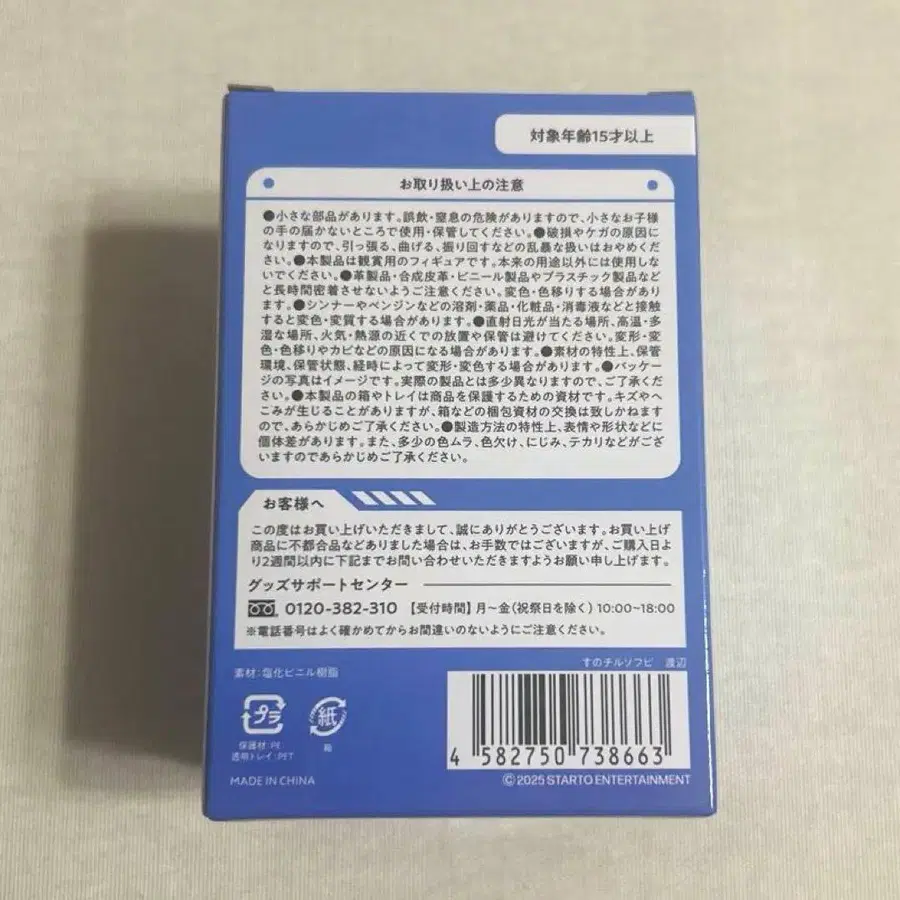 対象年齢15才以上
お取り扱い上の注意
●小さな部品があります。誤飲・窒息の危険がありますので、小さなお子様
の手の届かないところで使用・保管してください。●破損やケガの原因に
なりますので、引っ張る、曲げる、振り回すなどの乱暴な扱いはおやめくだ
さい。●本製品は観賞用のフィギュアです。本来の用途以外には使用しな
いでください。●革製品・合成皮革・ビニール製品やプラスチック製品など
と長時間密着させないようご注意ください。変色・色移りする場合があり
ます。●シンナーやベンジンなどの溶剤・薬品・化粧品・消毒液などと接触
すると変色・変質する場合があります。●直射日光が当たる場所、高温・多
湿な場所、火気・熱源の近くでの放置や保管は避けてください。変形・変
色・色移りやカビなどの原因になる場合があります。●素材の特性上、保管
環境、保管状態、経時によって変形・変色する場合があります。●パッケー
ジの写真はイメージです。実際の製品とは多少異なりますので、ご了承くだ
さい。●本製品の箱やトレイは商品を保護するための資材です。キズやへ
こみが生じることがありますが、箱などの梱包資材の交換は致しかねます
ので、あらかじめご了承ください。●製造方法の特性上、表情や形状などに
個体差があります。また、多少の色ムラ、色欠け、にじみ、テカリなどがござ
いますのであらかじめご了承ください。
お客様へ
この度はお買い上げいただきまして、誠にありがとうございます。お買い上げ
商品に不都合品などありました場合は、お手数ではございますが、ご購入日よ
り2週間以内に下記までお問い合わせいただきますようお願い申し上げます。
グッズサポートセンター
0120-382-310 【受付時間】月～金(祝祭日を除く) 10:00~18:00
※電話番号はよく確かめてからお間違いのないようにご注意ください。
素材:塩化ビニル樹脂
すのチルソフビ 渡辺
プラ
紙
保護材:PE
透明トレイ:PET
箱
4 582750 738663
MADE IN CHINA
©2025 STARTO ENTERTAINMENT